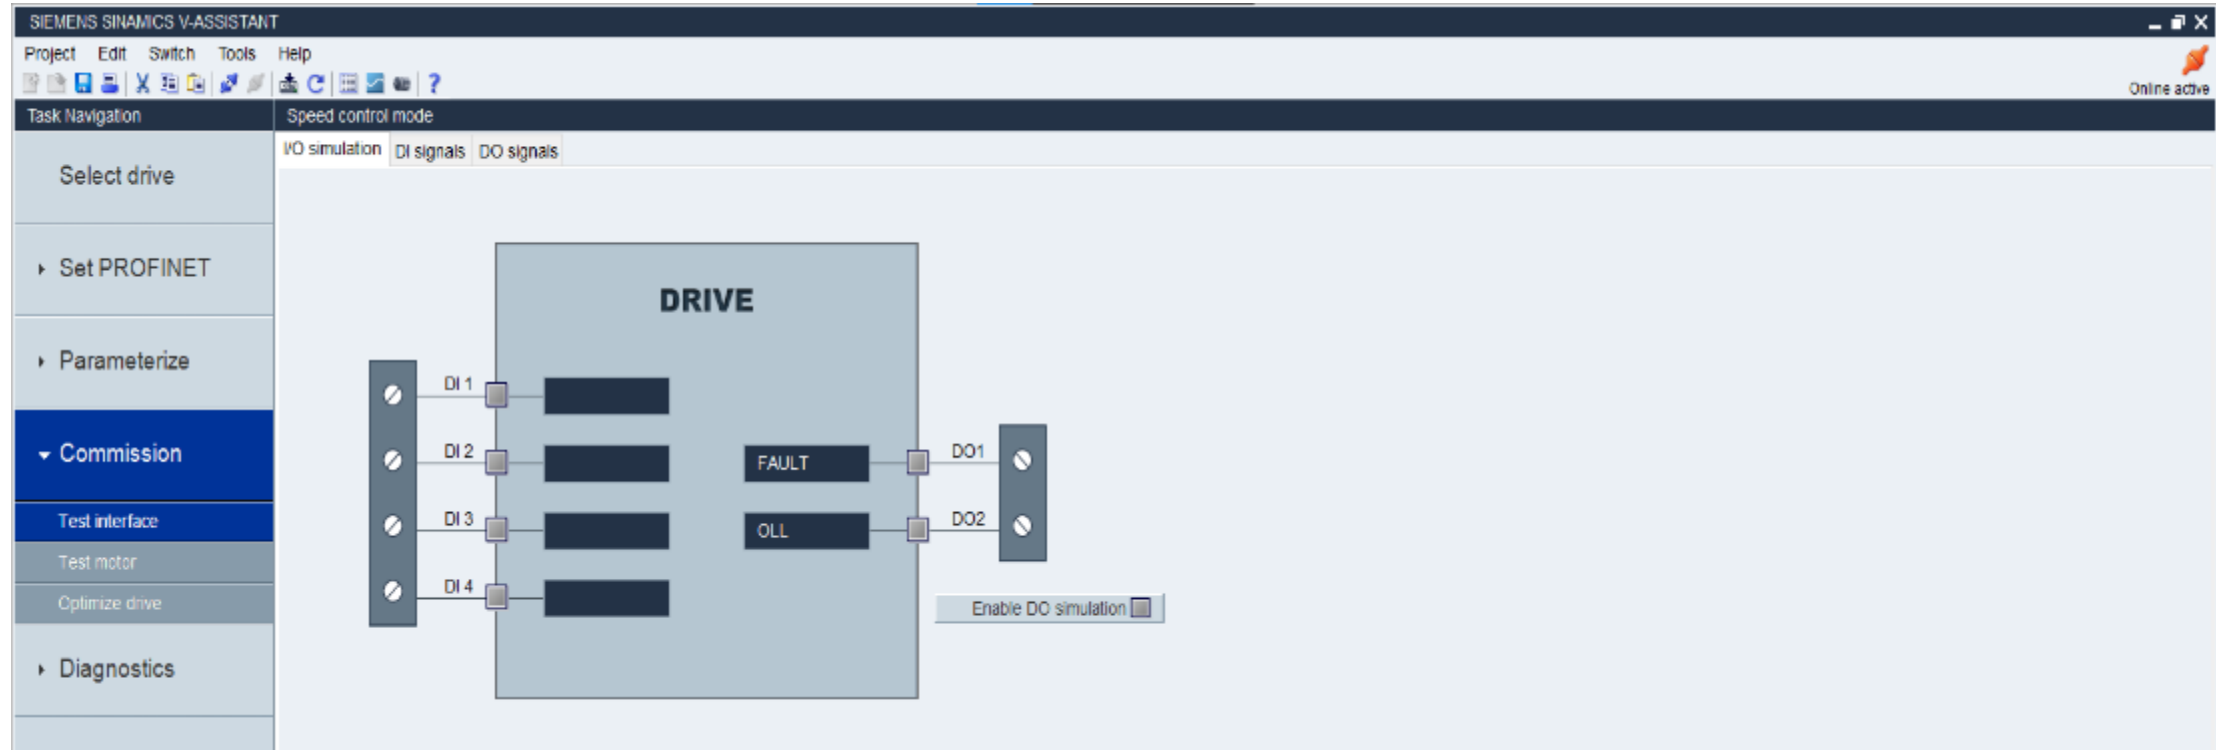 SIEMENS SINAMICS V-ASSISTANT
Project Edit Switch Tools Help
?
Online active
Task Navigation
Speed control mode
I/O simulation DI signals DO signals
Select drive
Set PROFINET
Parameterize
Commission
Test interface
Test motor
Optimize drive
Diagnostics
DRIVE
DI 1
DI 2
DI 3
DI 4
FAULT
OLL
DO1
DO2
Enable DO simulation